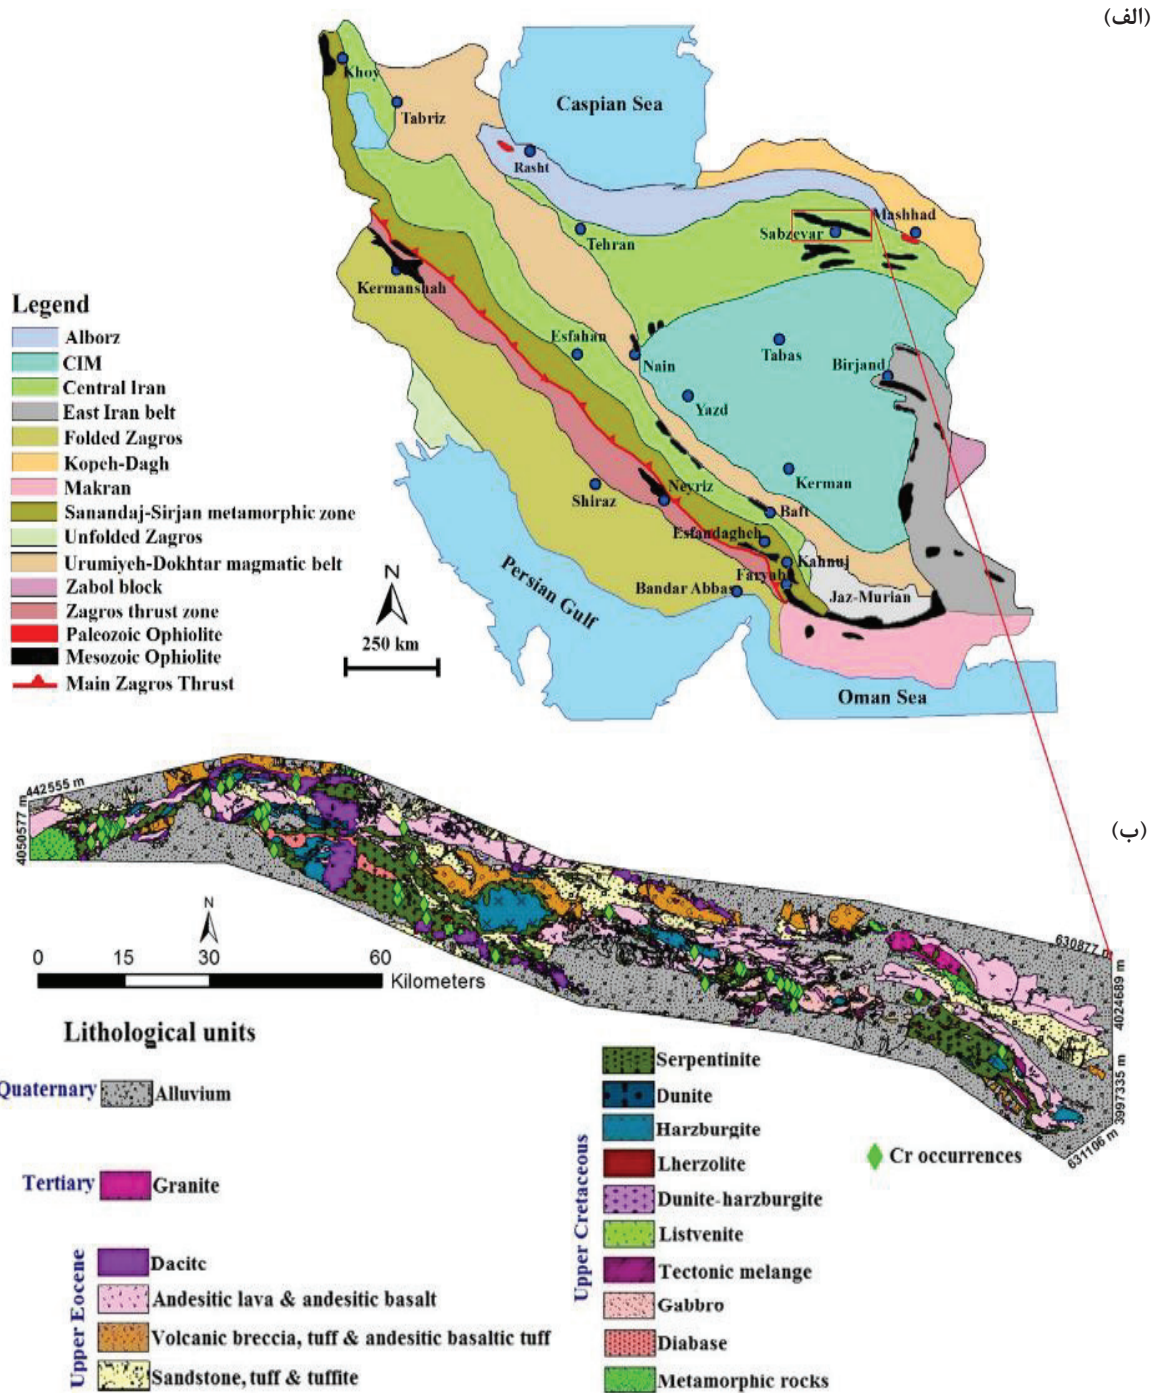 (الف)
Caspian Sea
Khoy
Tabriz
Rasht
Tehran
Mashhad
Sabzevar
Kermanshah
Esfahan
Nain
Tabas
Birjand
Yazd
Kerman
Shiraz
Neyriz
Baft
Esfandagheh
Kahnuj
Faryab
Bandar Abbas
Jaz-Murian
Persian Gulf
Oman Sea
Legend
Alborz
CIM
Central Iran
East Iran belt
Folded Zagros
Kopeh-Dagh
Makran
Sanandaj-Sirjan metamorphic zone
Unfolded Zagros
Urumiyeh-Dokhtar magmatic belt
Zabol block
Zagros thrust zone
Paleozoic Ophiolite
Mesozoic Ophiolite
Main Zagros Thrust
N
250 km
(ب)
442555 m
4050577 m
630877 m
4024689 m
3997335 m
631106 m
N
0 15 30 60
Kilometers
Lithological units
Quaternary
Alluvium
Tertiary
Granite
Upper Eocene
Dacite
Andesitic lava & andesitic basalt
Volcanic breccia, tuff & andesitic basaltic tuff
Sandstone, tuff & tuffite
Upper Cretaceous
Serpentinite
Dunite
Harzburgite
Lherzolite
Dunite-harzburgite
Listvenite
Tectonic melange
Gabbro
Diabase
Metamorphic rocks
Cr occurrences